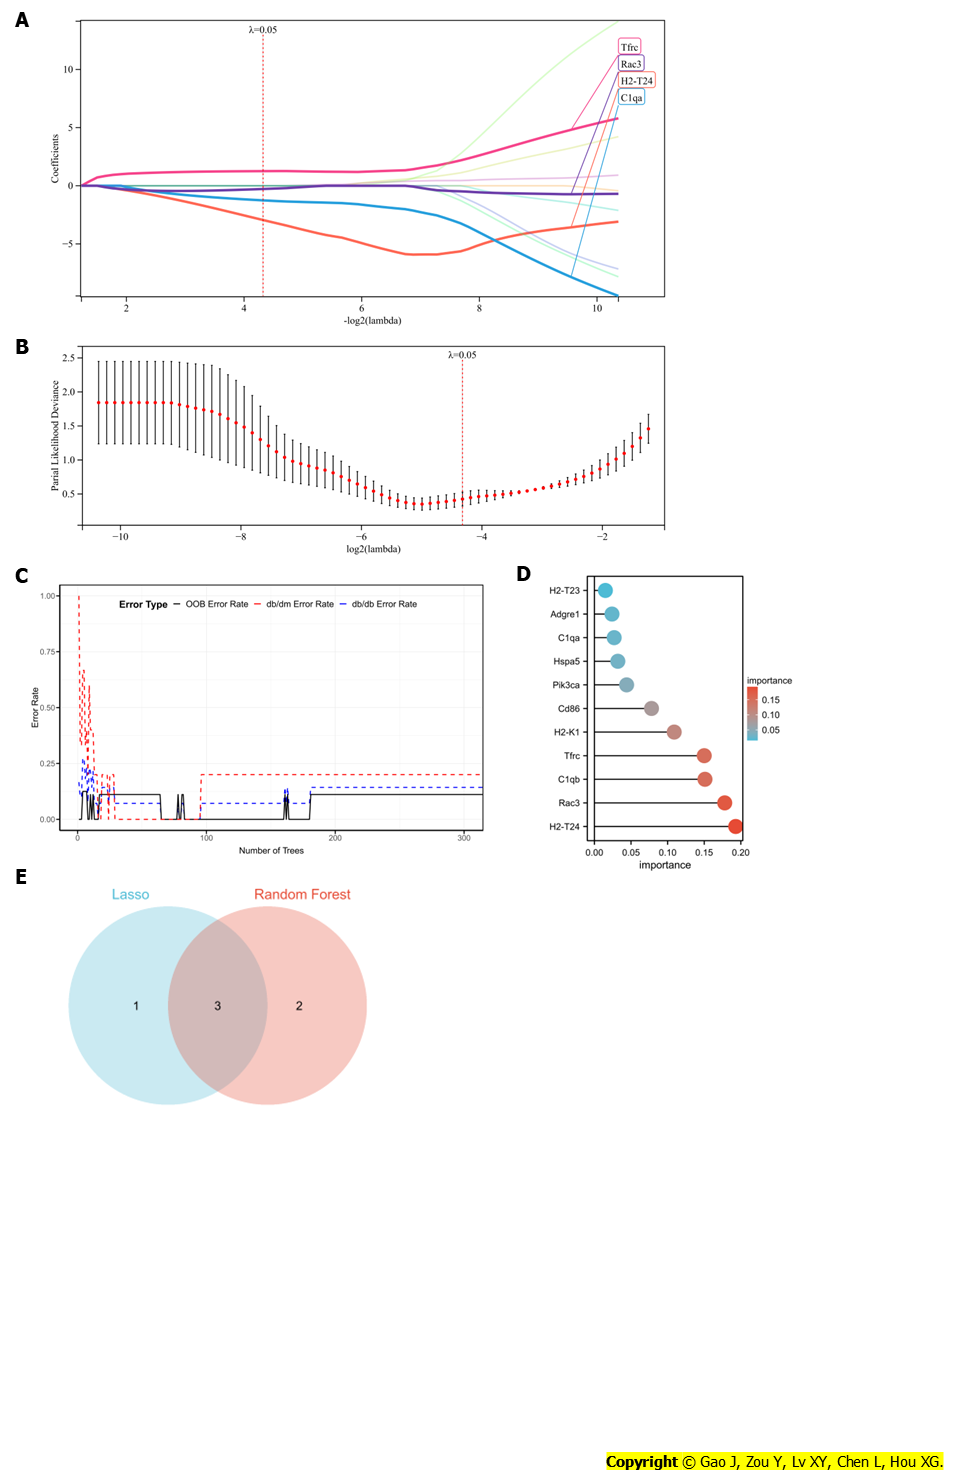 A
λ=0.05
Tfrc
Rac3
H2-T24
C1qa
10
5
0
−5
Coefficients
2
4
6
8
10
-log2(lambda)
B
λ=0.05
2.5
2.0
1.5
1.0
0.5
Parial Likelihood Deviance
−10
−8
−6
−4
−2
log2(lambda)
C
Error Type
OOB Error Rate
db/dm Error Rate
db/db Error Rate
1.00
0.75
0.50
0.25
0.00
Error Rate
0
100
200
300
Number of Trees
D
H2-T23
Adgre1
C1qa
Hspa5
Pik3ca
Cd86
H2-K1
Tfrc
C1qb
Rac3
H2-T24
0.00
0.05
0.10
0.15
0.20
importance
importance
0.15
0.10
0.05
E
Lasso
Random Forest
1
3
2
Copyright © Gao J, Zou Y, Lv XY, Chen L, Hou XG.